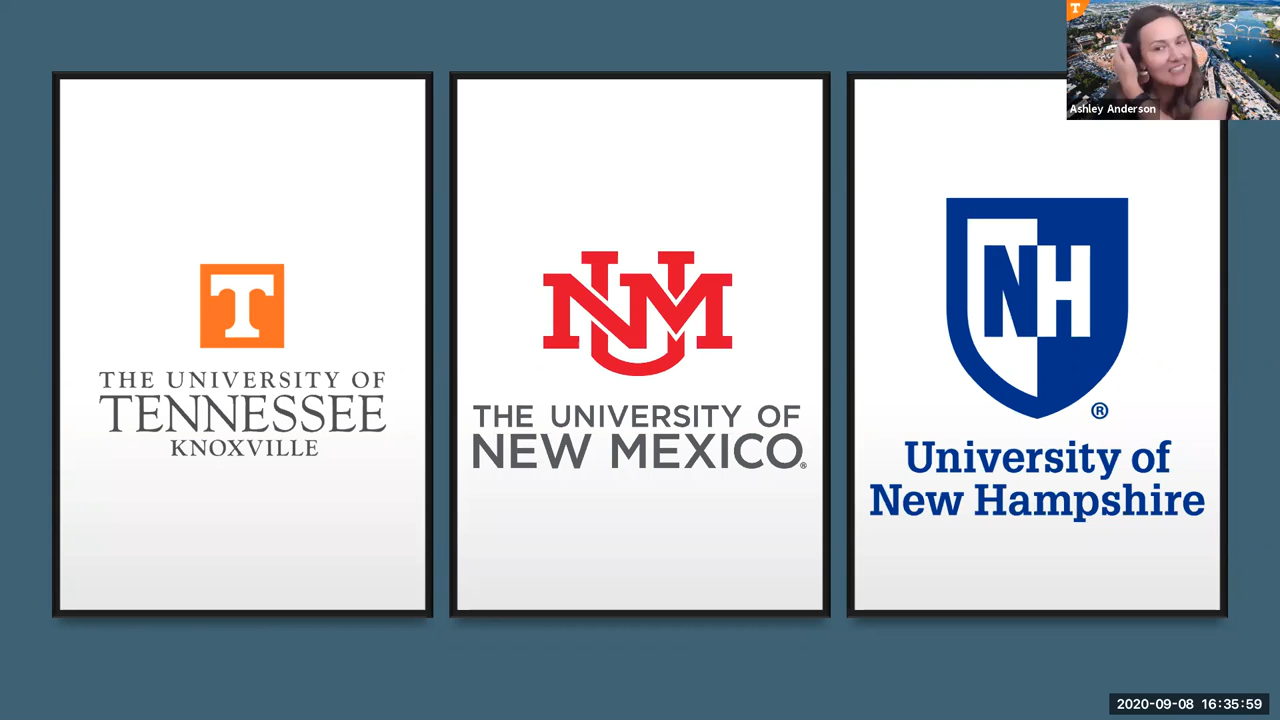 T
Ashley Anderson
T
THE UNIVERSITY OF
TENNESSEE
KNOXVILLE
UNM
THE UNIVERSITY OF
NEW MEXICO®
NH
®
University of
New Hampshire
2020-09-08 16:35:59